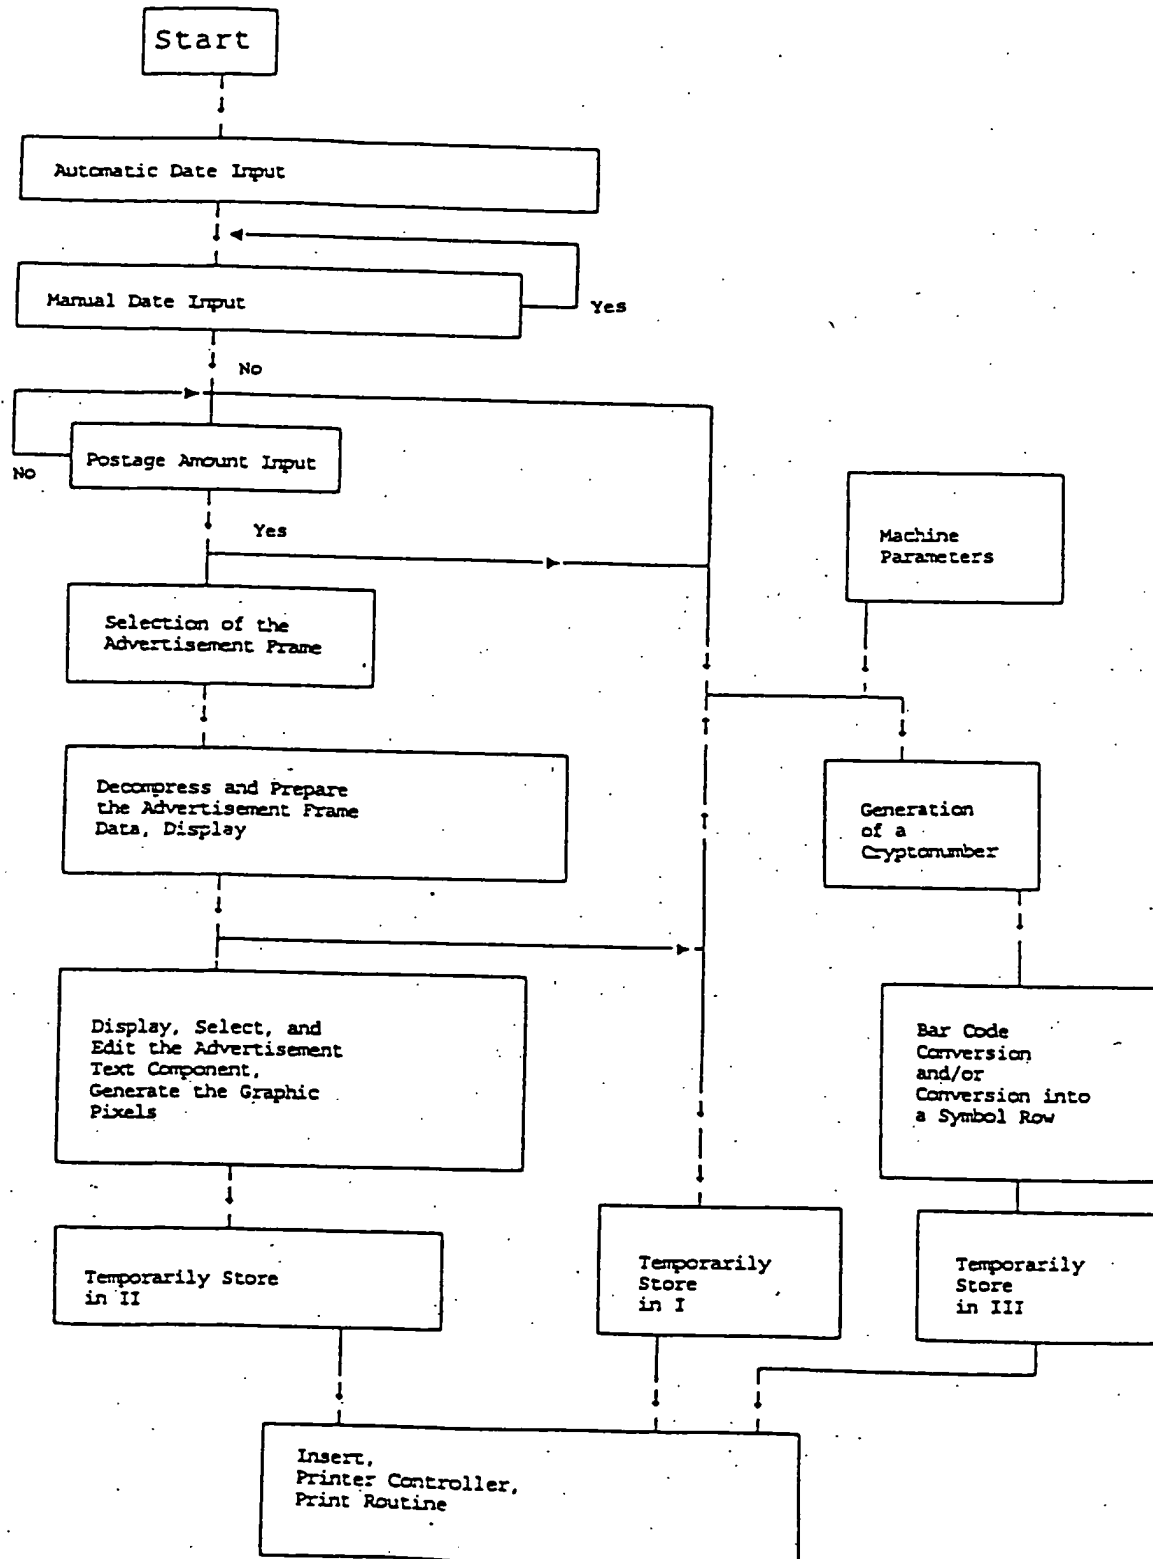 Start
Automatic Date Input
Manual Date Input
Yes
No
Postage Amount Input
No
Yes
Machine
Parameters
Selection of the
Advertisement Frame
Decompress and Prepare
the Advertisement Frame
Data, Display
Generation
of a
Cryptonumber
Display, Select, and
Edit the Advertisement
Text Component,
Generate the Graphic
Pixels
Bar Code
Conversion
and/or
Conversion into
a Symbol Row
Temporarily Store
in II
Temporarily
Store
in I
Temporarily
Store
in III
Insert,
Printer Controller,
Print Routine